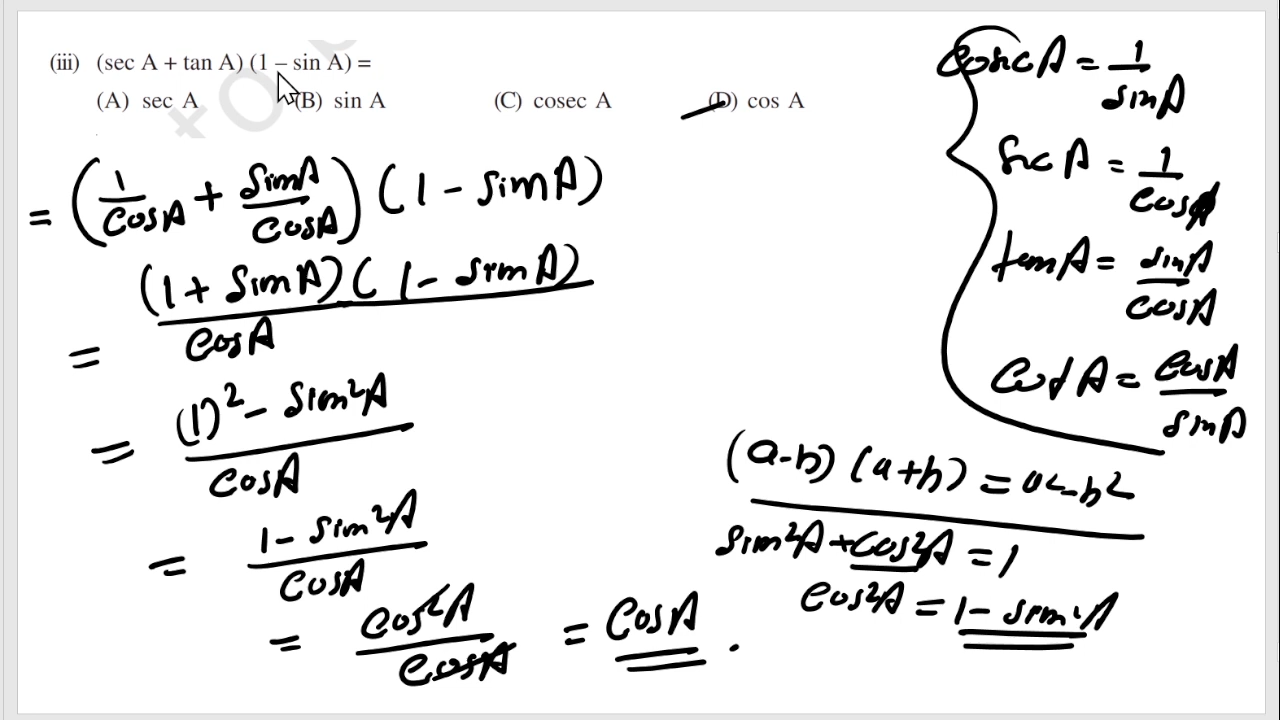 (iii) (sec A + tan A) (1 – sin A) =
(A) sec A (B) sin A (C) cosec A (D) cos A
= (1/cosA + sinA/cosA) (1 - sinA)
= (1 + sinA)(1 - sinA) / cosA
= (1)² - sin²A / cosA
= 1 - sin²A / cosA
= cos²A / cosA = cosA .
cosecA = 1/sinA
sec A = 1/cosA
tanA = sinA/cosA
cot A = cosA/sinA
(a-b) (a+b) = a²-b²
sin²A + cos²A = 1
cos²A = 1 - sin²A